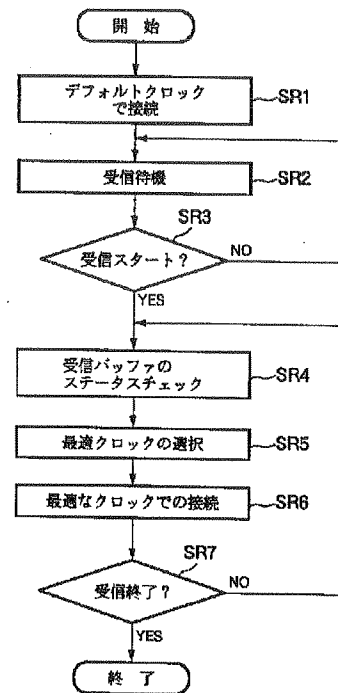 開 始
デフォルトクロック
で接続
SR1
受信待機
SR2
SR3
受信スタート?
NO
YES
受信バッファの
ステータスチェック
SR4
最適クロックの選択
SR5
最適なクロックでの接続
SR6
SR7
受信終了?
NO
YES
終 了